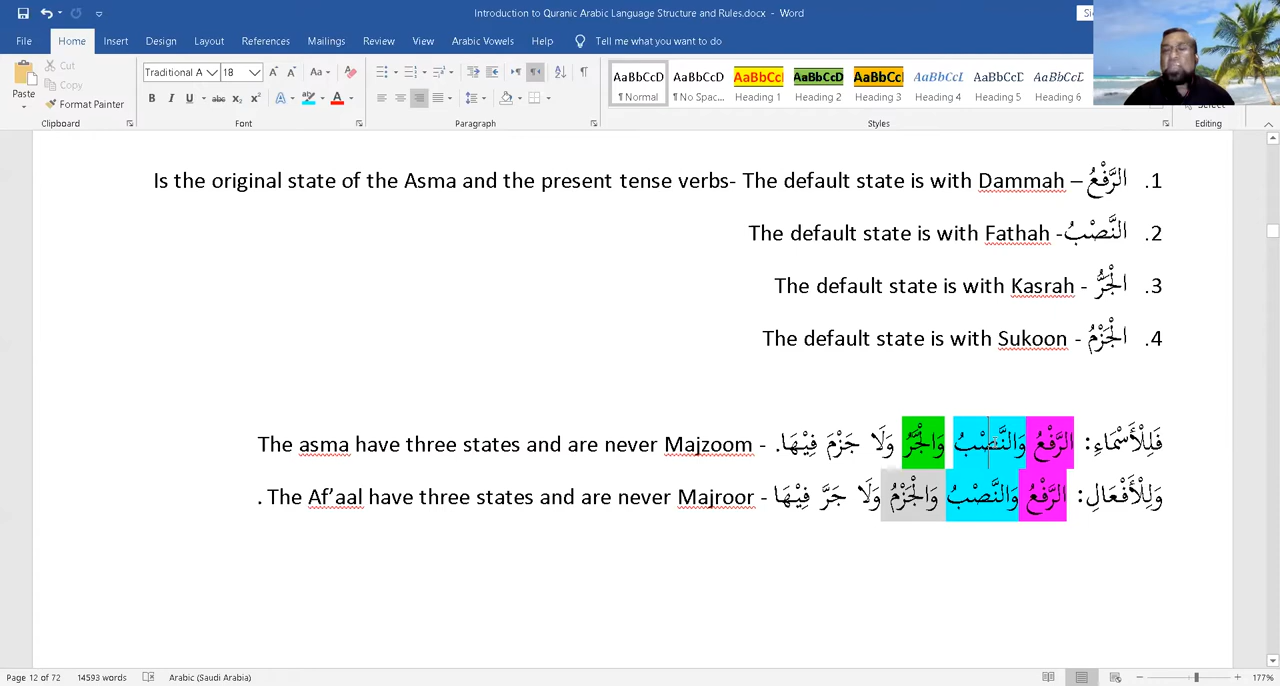 Introduction to Quranic Arabic Language Structure and Rules.docx - Word
File Home Insert Design Layout References Mailings Review View Arabic Vowels Help Tell me what you want to do
Cut
Copy
Paste
Format Painter
Traditional A 18
AaBbCcD AaBbCcD AaBbCc AaBbCcD AaBbCcD AaBbCcD AaBbCcD AaBbCcD
¶ Normal ¶ No Spac... Heading 1 Heading 2 Heading 3 Heading 4 Heading 5 Heading 6
Clipboard Font Paragraph Styles Editing
1. الرَّفْعُ – Is the original state of the Asma and the present tense verbs- The default state is with Dammah
2. النَّصْبُ- The default state is with Fathah
3. الْجَرُّ - The default state is with Kasrah
4. الْجَزْمُ - The default state is with Sukoon
فَلِلْأَسْمَاءِ: الرَّفْعُ وَالنَّصْبُ وَالْجَرُّ وَلَا جَزْمَ فِيْهَا. - The asma have three states and are never Majzoom
وَلِلْأَفْعَالِ: الرَّفْعُ وَالنَّصْبُ وَالْجَزْمُ وَلَا جَرَّ فِيْهَا - The Af’aal have three states and are never Majroor .
Page 12 of 72 14593 words Arabic (Saudi Arabia) 177%